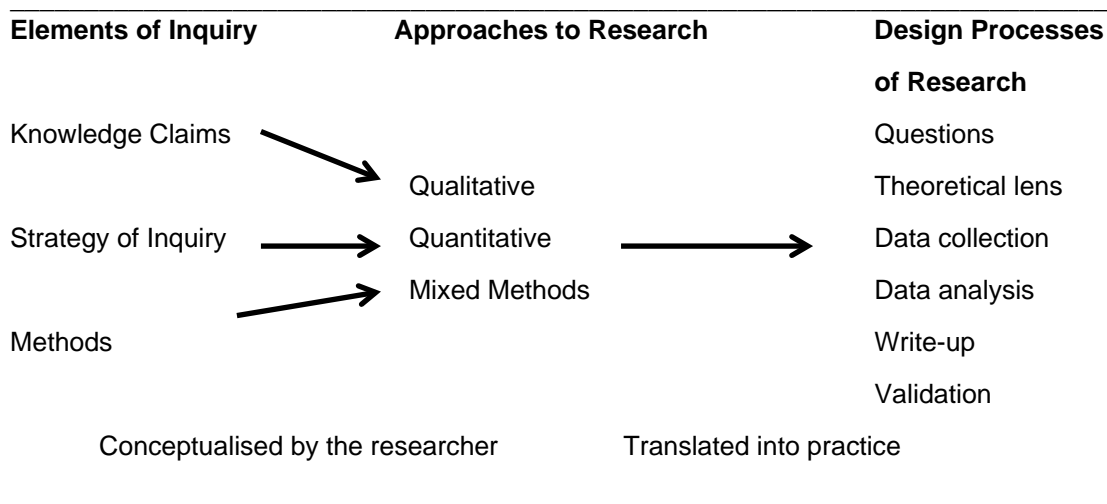 Elements of Inquiry Approaches to Research Design Processes
of Research
Knowledge Claims Questions
Qualitative Theoretical lens
Strategy of Inquiry Quantitative Data collection
Mixed Methods Data analysis
Methods Write-up
Validation
Conceptualised by the researcher Translated into practice